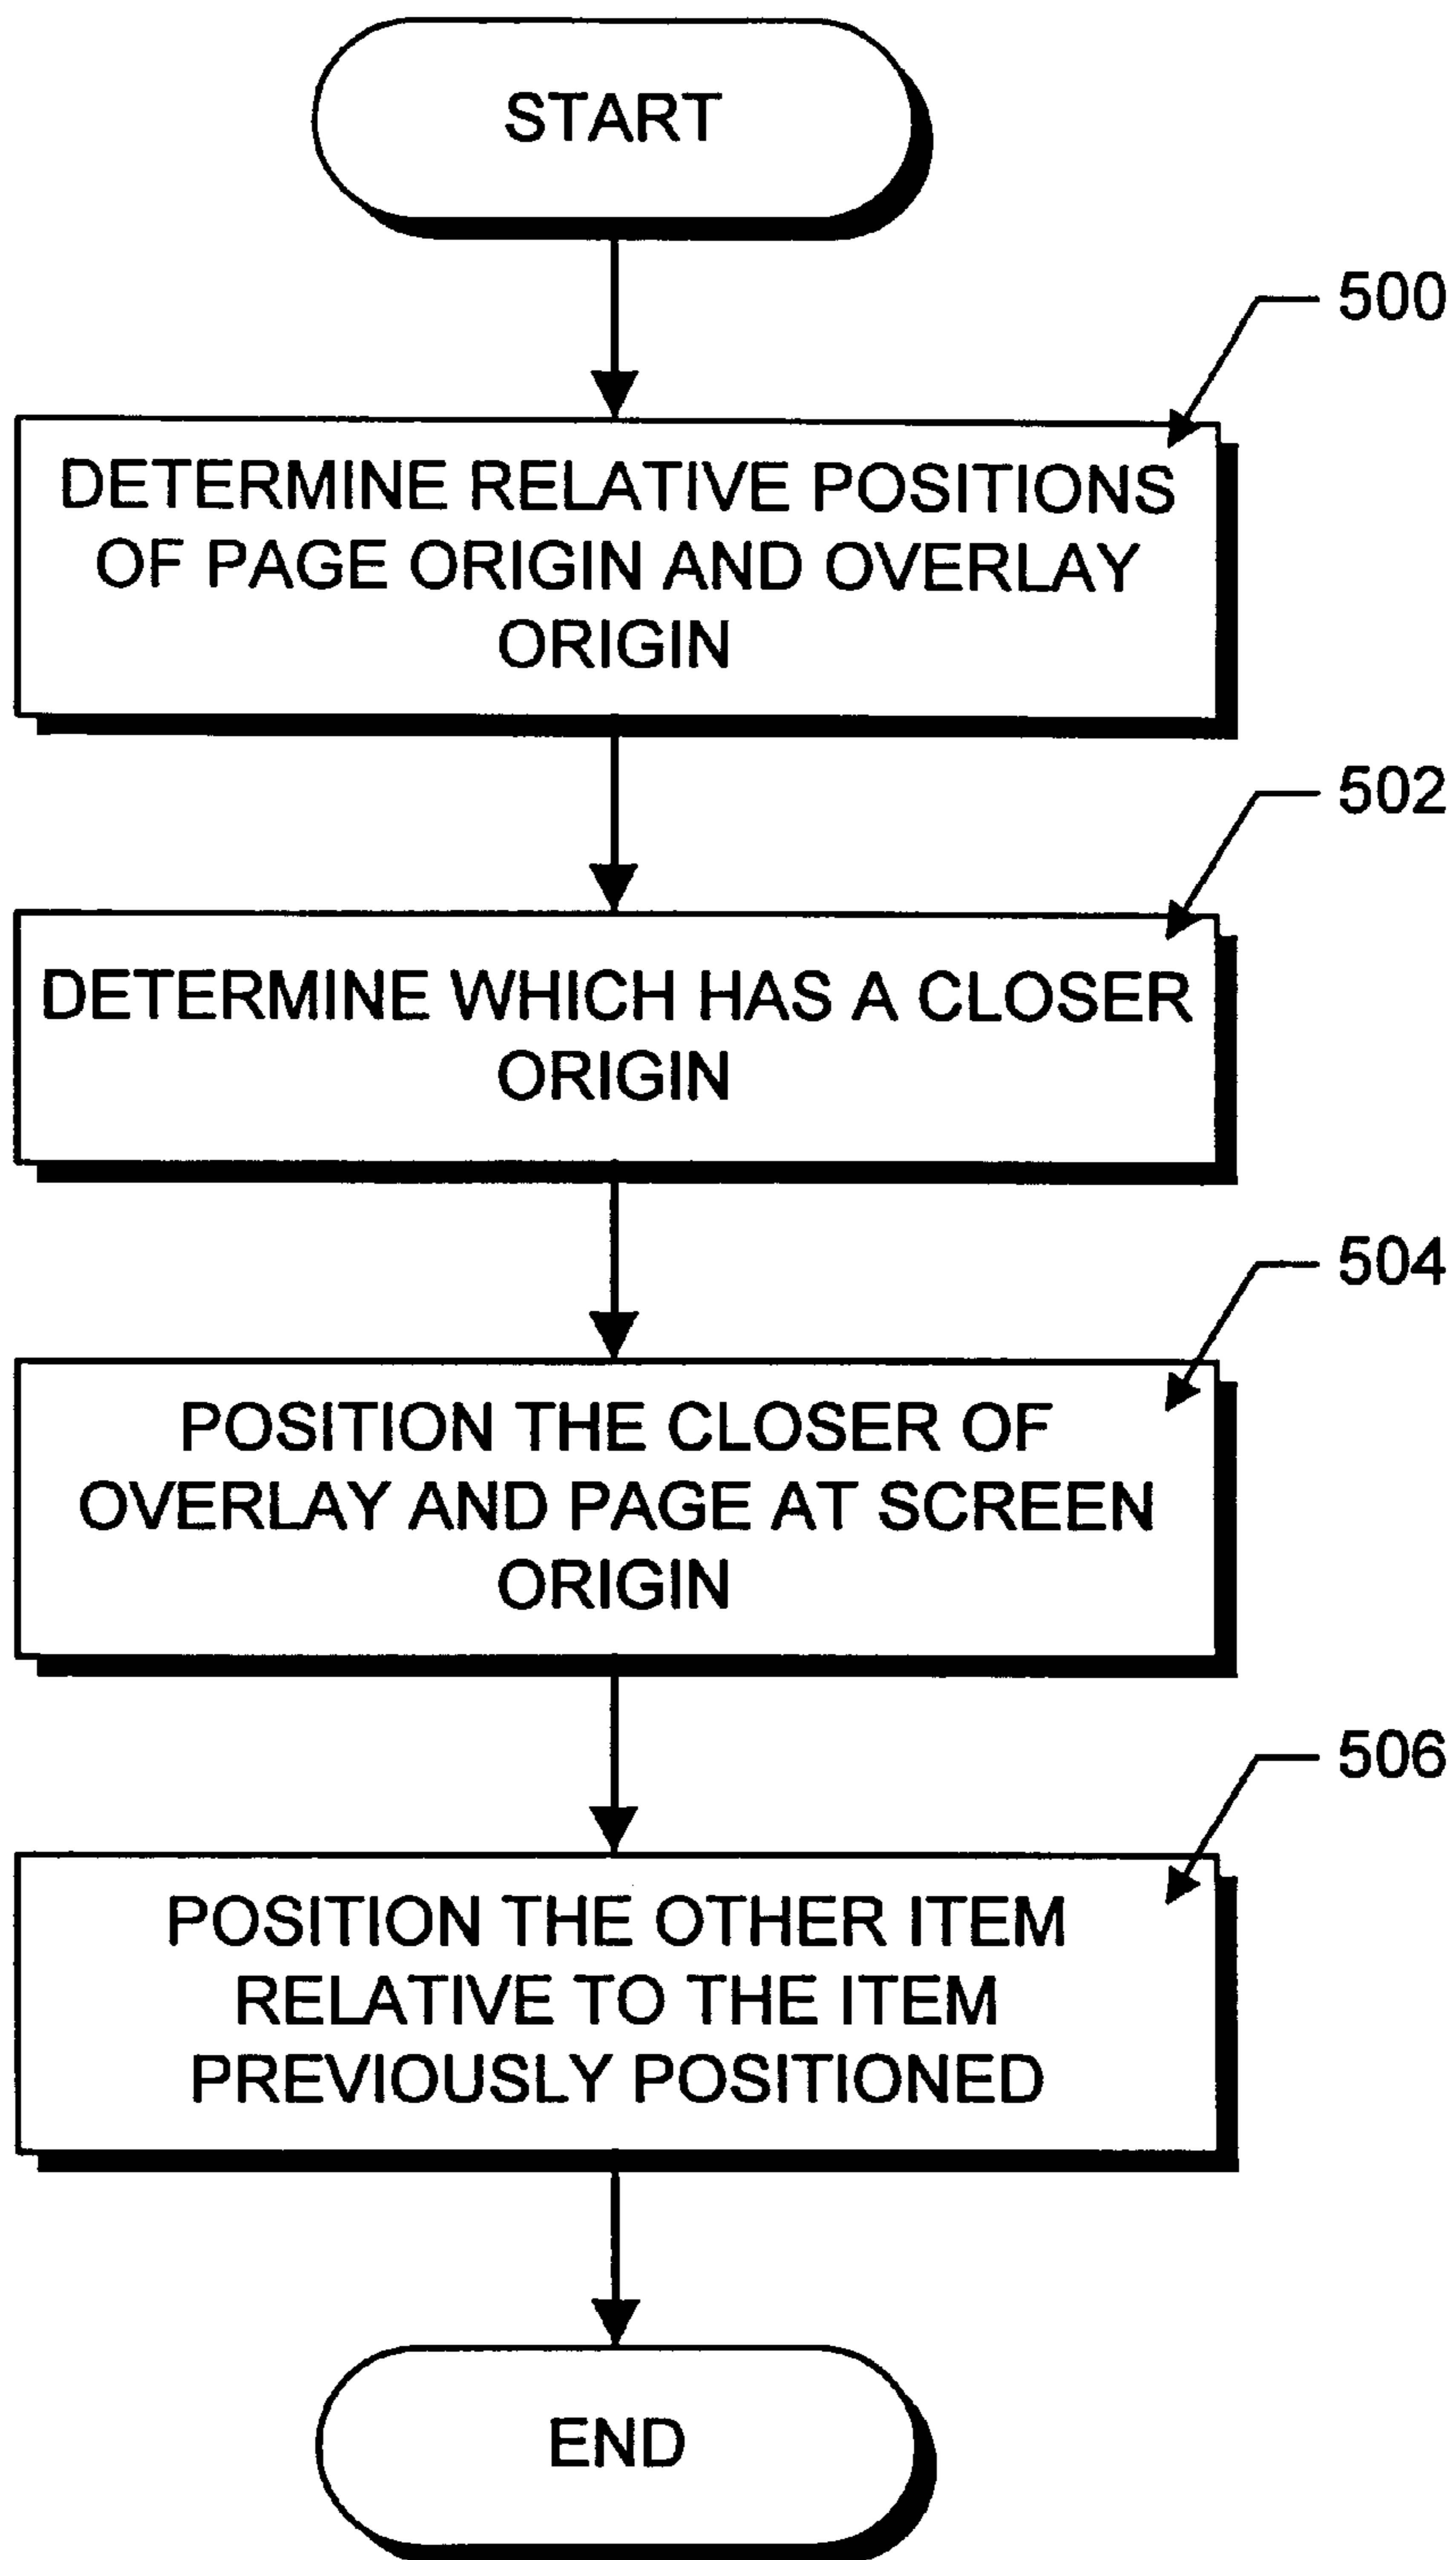 START
500
DETERMINE RELATIVE POSITIONS
OF PAGE ORIGIN AND OVERLAY
ORIGIN
502
DETERMINE WHICH HAS A CLOSER
ORIGIN
504
POSITION THE CLOSER OF
OVERLAY AND PAGE AT SCREEN
ORIGIN
506
POSITION THE OTHER ITEM
RELATIVE TO THE ITEM
PREVIOUSLY POSITIONED
END